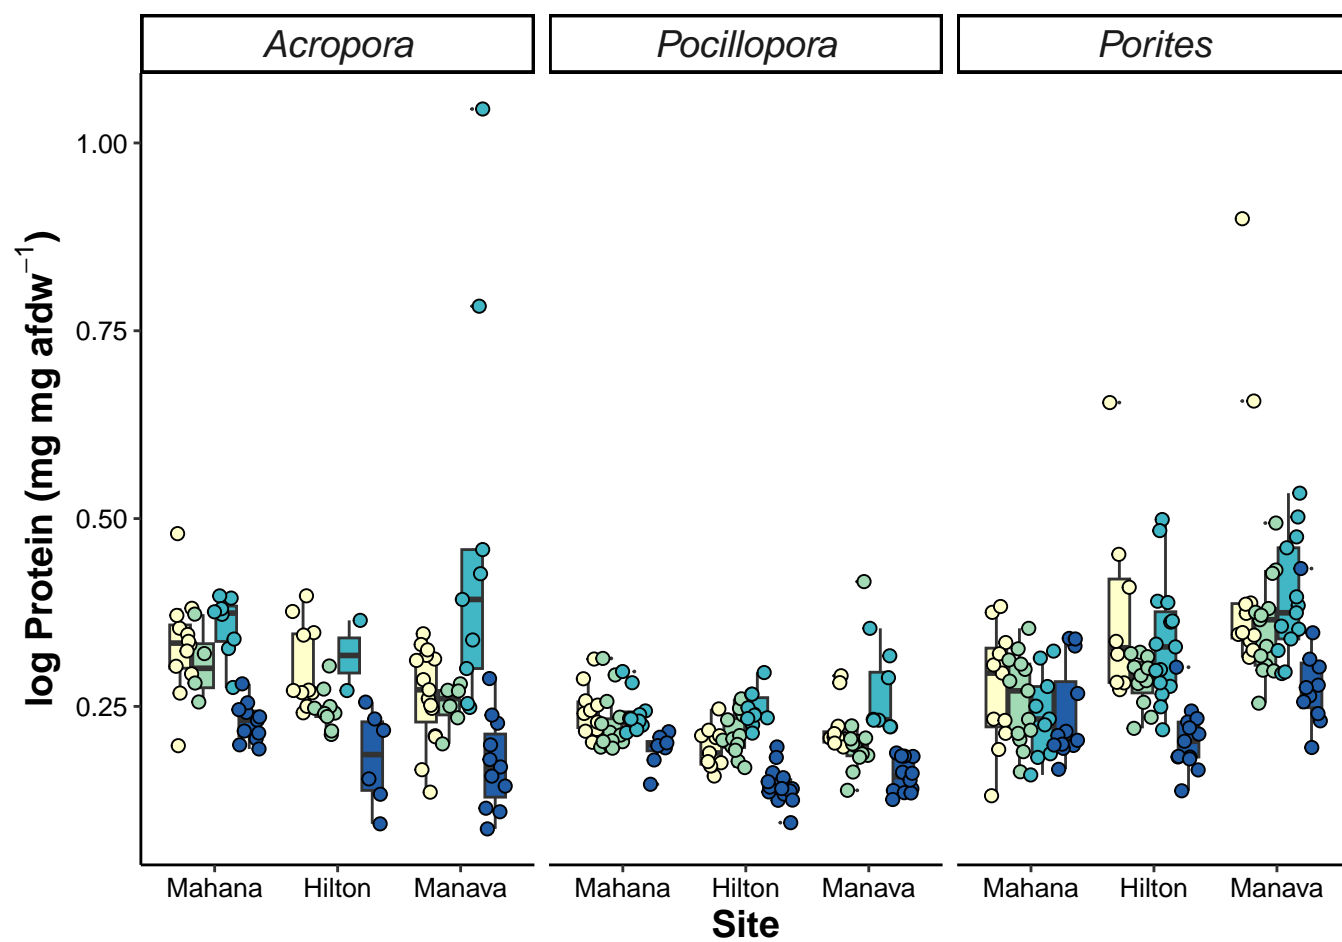 Acropora Pocillopora Porites
1.00
0.75
0.50
0.25
log Protein (mg mg afdw⁻¹)
Mahana Hilton Manava Mahana Hilton Manava Mahana Hilton Manava
Site